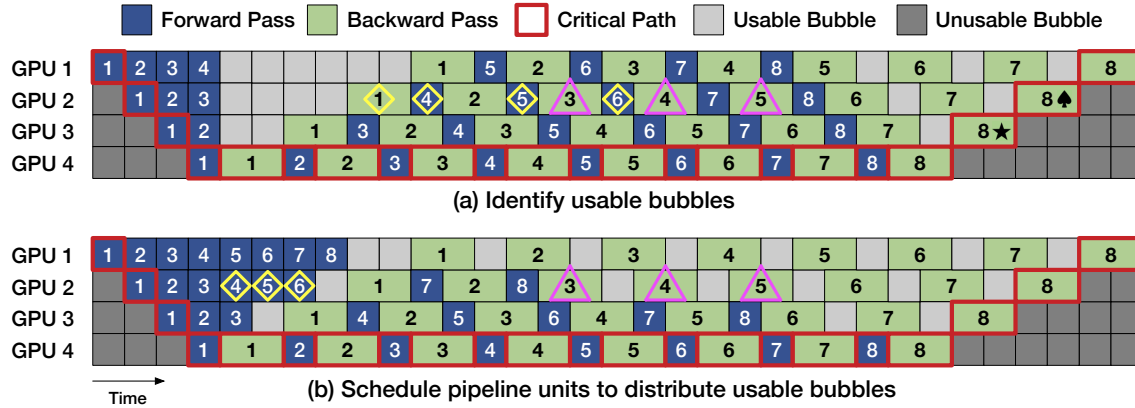 Forward Pass Backward Pass Critical Path Usable Bubble Unusable Bubble
GPU 1 1 2 3 4 1 5 2 6 3 7 4 8 5 6 7 8
GPU 2 1 2 3 1 4 2 5 3 6 4 7 5 8 6 7 8♠
GPU 3 1 2 1 3 2 4 3 5 4 6 5 7 6 8 7 8★
GPU 4 1 1 2 2 3 3 4 4 5 5 6 6 7 7 8 8
(a) Identify usable bubbles
GPU 1 1 2 3 4 5 6 7 8 1 2 3 4 5 6 7 8
GPU 2 1 2 3 4 5 6 1 7 2 8 3 4 5 6 7 8
GPU 3 1 2 3 1 4 2 5 3 6 4 7 5 8 6 7 8
GPU 4 1 1 2 2 3 3 4 4 5 5 6 6 7 7 8 8
Time
(b) Schedule pipeline units to distribute usable bubbles